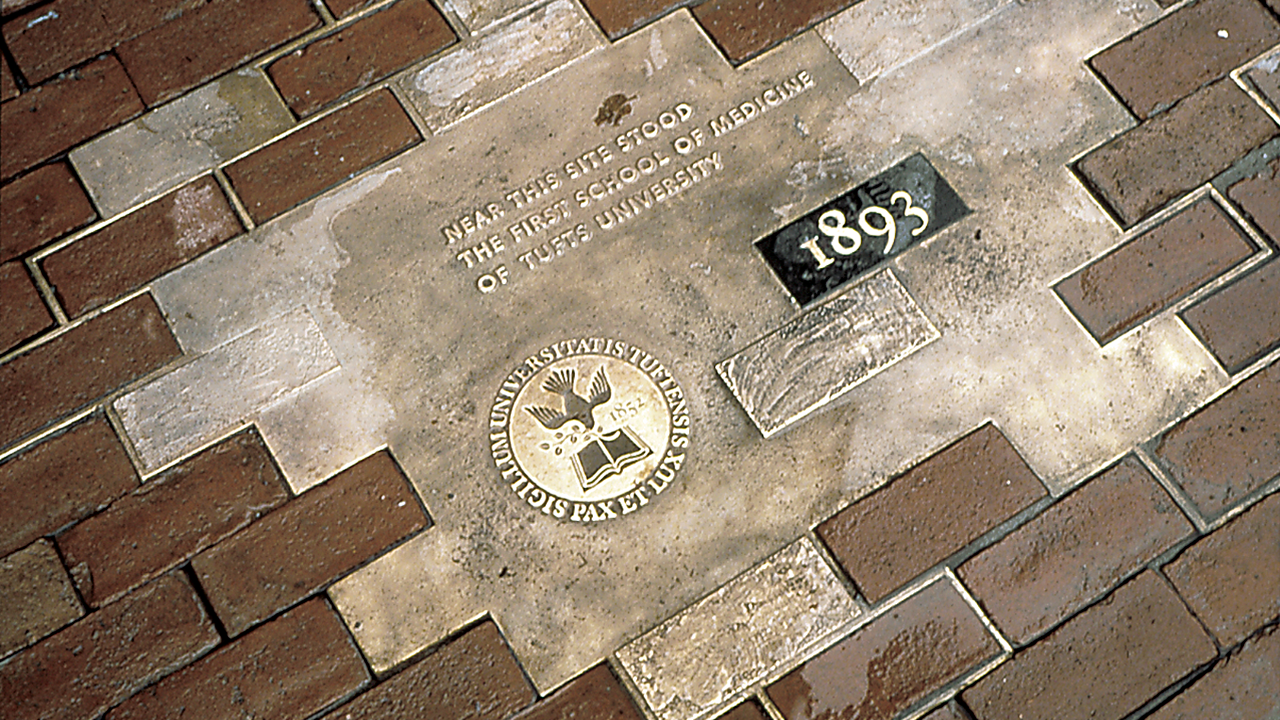 NEAR THIS SITE STOOD
THE FIRST SCHOOL OF MEDICINE
OF TUFTS UNIVERSITY
1893
SIGILLUM UNIVERSITATIS TUFTENSIS
PAX ET LUX
1852